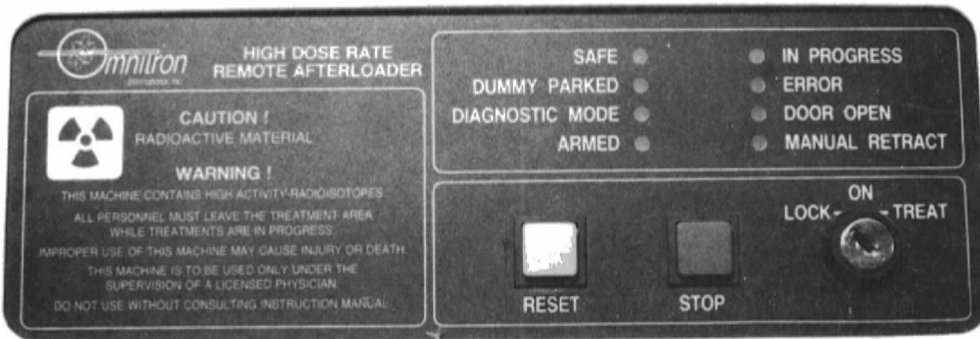 Omnitron
International Inc.
HIGH DOSE RATE
REMOTE AFTERLOADER
CAUTION !
RADIOACTIVE MATERIAL
WARNING !
THIS MACHINE CONTAINS HIGH ACTIVITY RADIOISOTOPES
ALL PERSONNEL MUST LEAVE THE TREATMENT AREA
WHILE TREATMENTS ARE IN PROGRESS
IMPROPER USE OF THIS MACHINE MAY CAUSE INJURY OR DEATH
THIS MACHINE IS TO BE USED ONLY UNDER THE
SUPERVISION OF A LICENSED PHYSICIAN.
DO NOT USE WITHOUT CONSULTING INSTRUCTION MANUAL
SAFE
DUMMY PARKED
DIAGNOSTIC MODE
ARMED
IN PROGRESS
ERROR
DOOR OPEN
MANUAL RETRACT
RESET
STOP
ON
LOCK- -TREAT